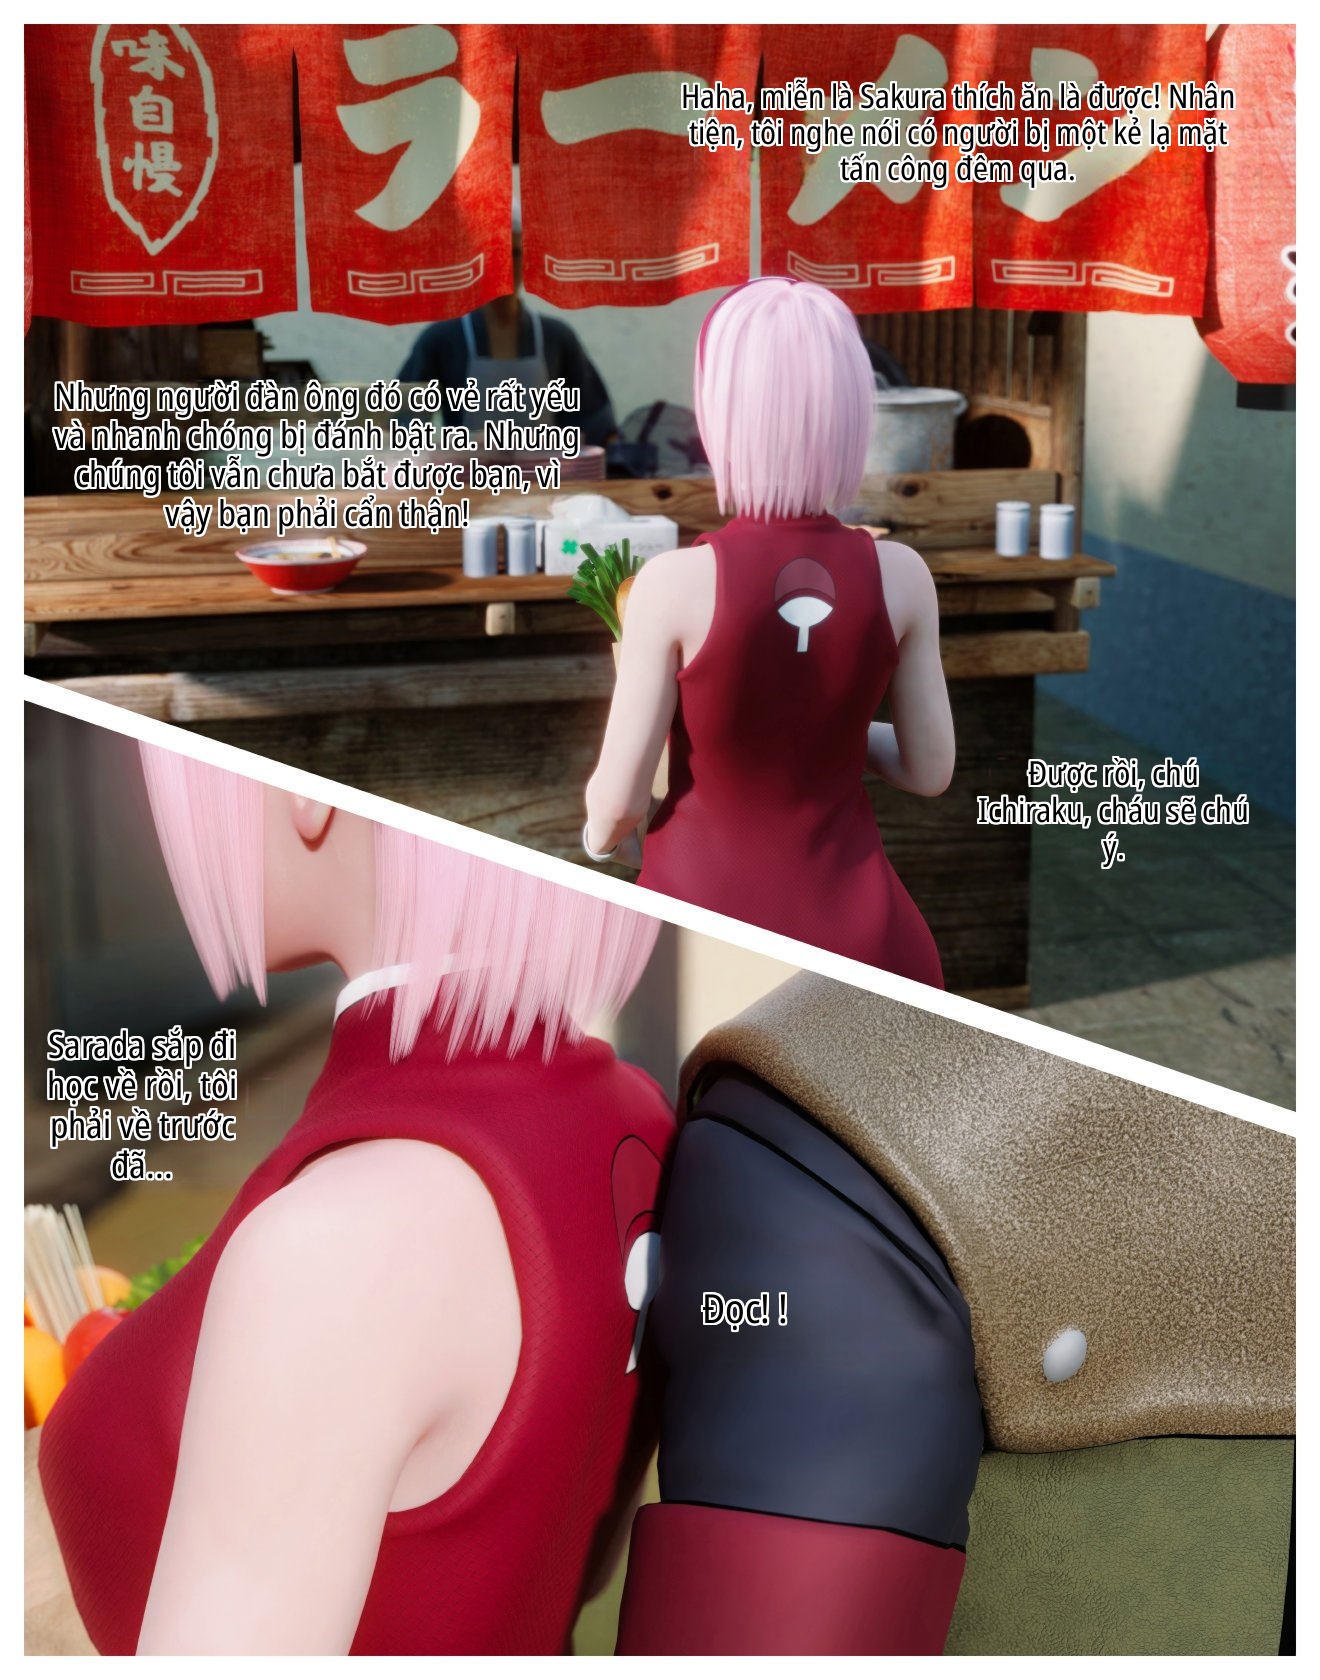 味自慢
ラーメン
Haha, miễn là Sakura thích ăn là được! Nhân
tiện, tôi nghe nói có người bị một kẻ lạ mặt
tấn công đêm qua.
Nhưng người đàn ông đó có vẻ rất yếu
và nhanh chóng bị đánh bật ra. Nhưng
chúng tôi vẫn chưa bắt được bạn, vì
vậy bạn phải cẩn thận!
Được rồi, chú
Ichiraku, cháu sẽ chú
ý.
Sarada sắp đi
học về rồi, tôi
phải về trước
đã...
Đọc! !